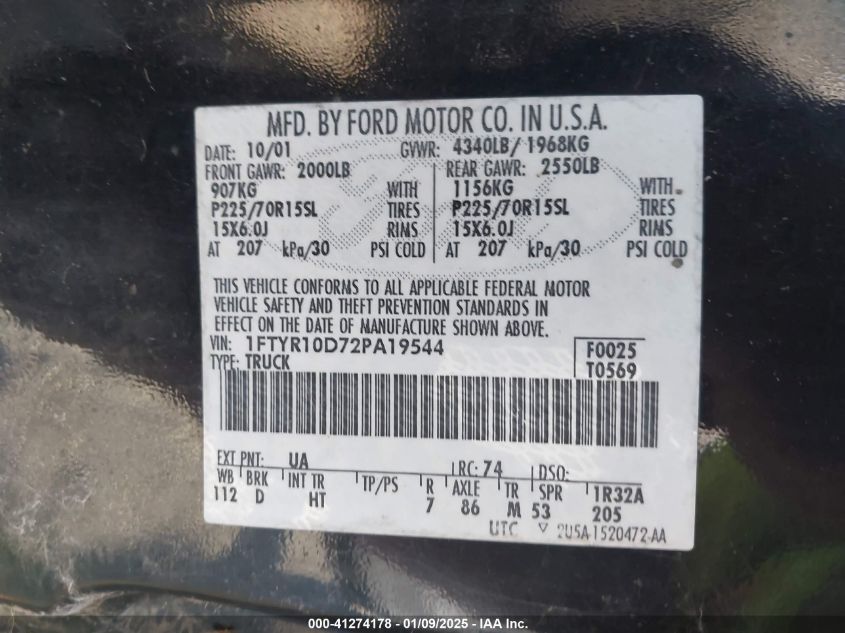 MFD. BY FORD MOTOR CO. IN U.S.A.
DATE: 10/01 GVWR: 4340LB/ 1968KG
FRONT GAWR: 2000LB REAR GAWR: 2550LB
907KG WITH 1156KG WITH
P225/70R15SL TIRES P225/70R15SL TIRES
15X6.0J RIMS 15X6.0J RIMS
AT 207 kPa/30 PSI COLD AT 207 kPa/30 PSI COLD
THIS VEHICLE CONFORMS TO ALL APPLICABLE FEDERAL MOTOR
VEHICLE SAFETY AND THEFT PREVENTION STANDARDS IN
EFFECT ON THE DATE OF MANUFACTURE SHOWN ABOVE.
VIN: 1FTYR10D72PA19544 F0025
TYPE: TRUCK T0569
EXT PNT: UA RC: 74 DSO:
WB BRK INT TR TP/PS R AXLE TR SPR 1R32A
112 D HT 7 86 M 53 205
UTC 2U5A-1520472-AA
000-41274178 - 01/09/2025 - IAA Inc.